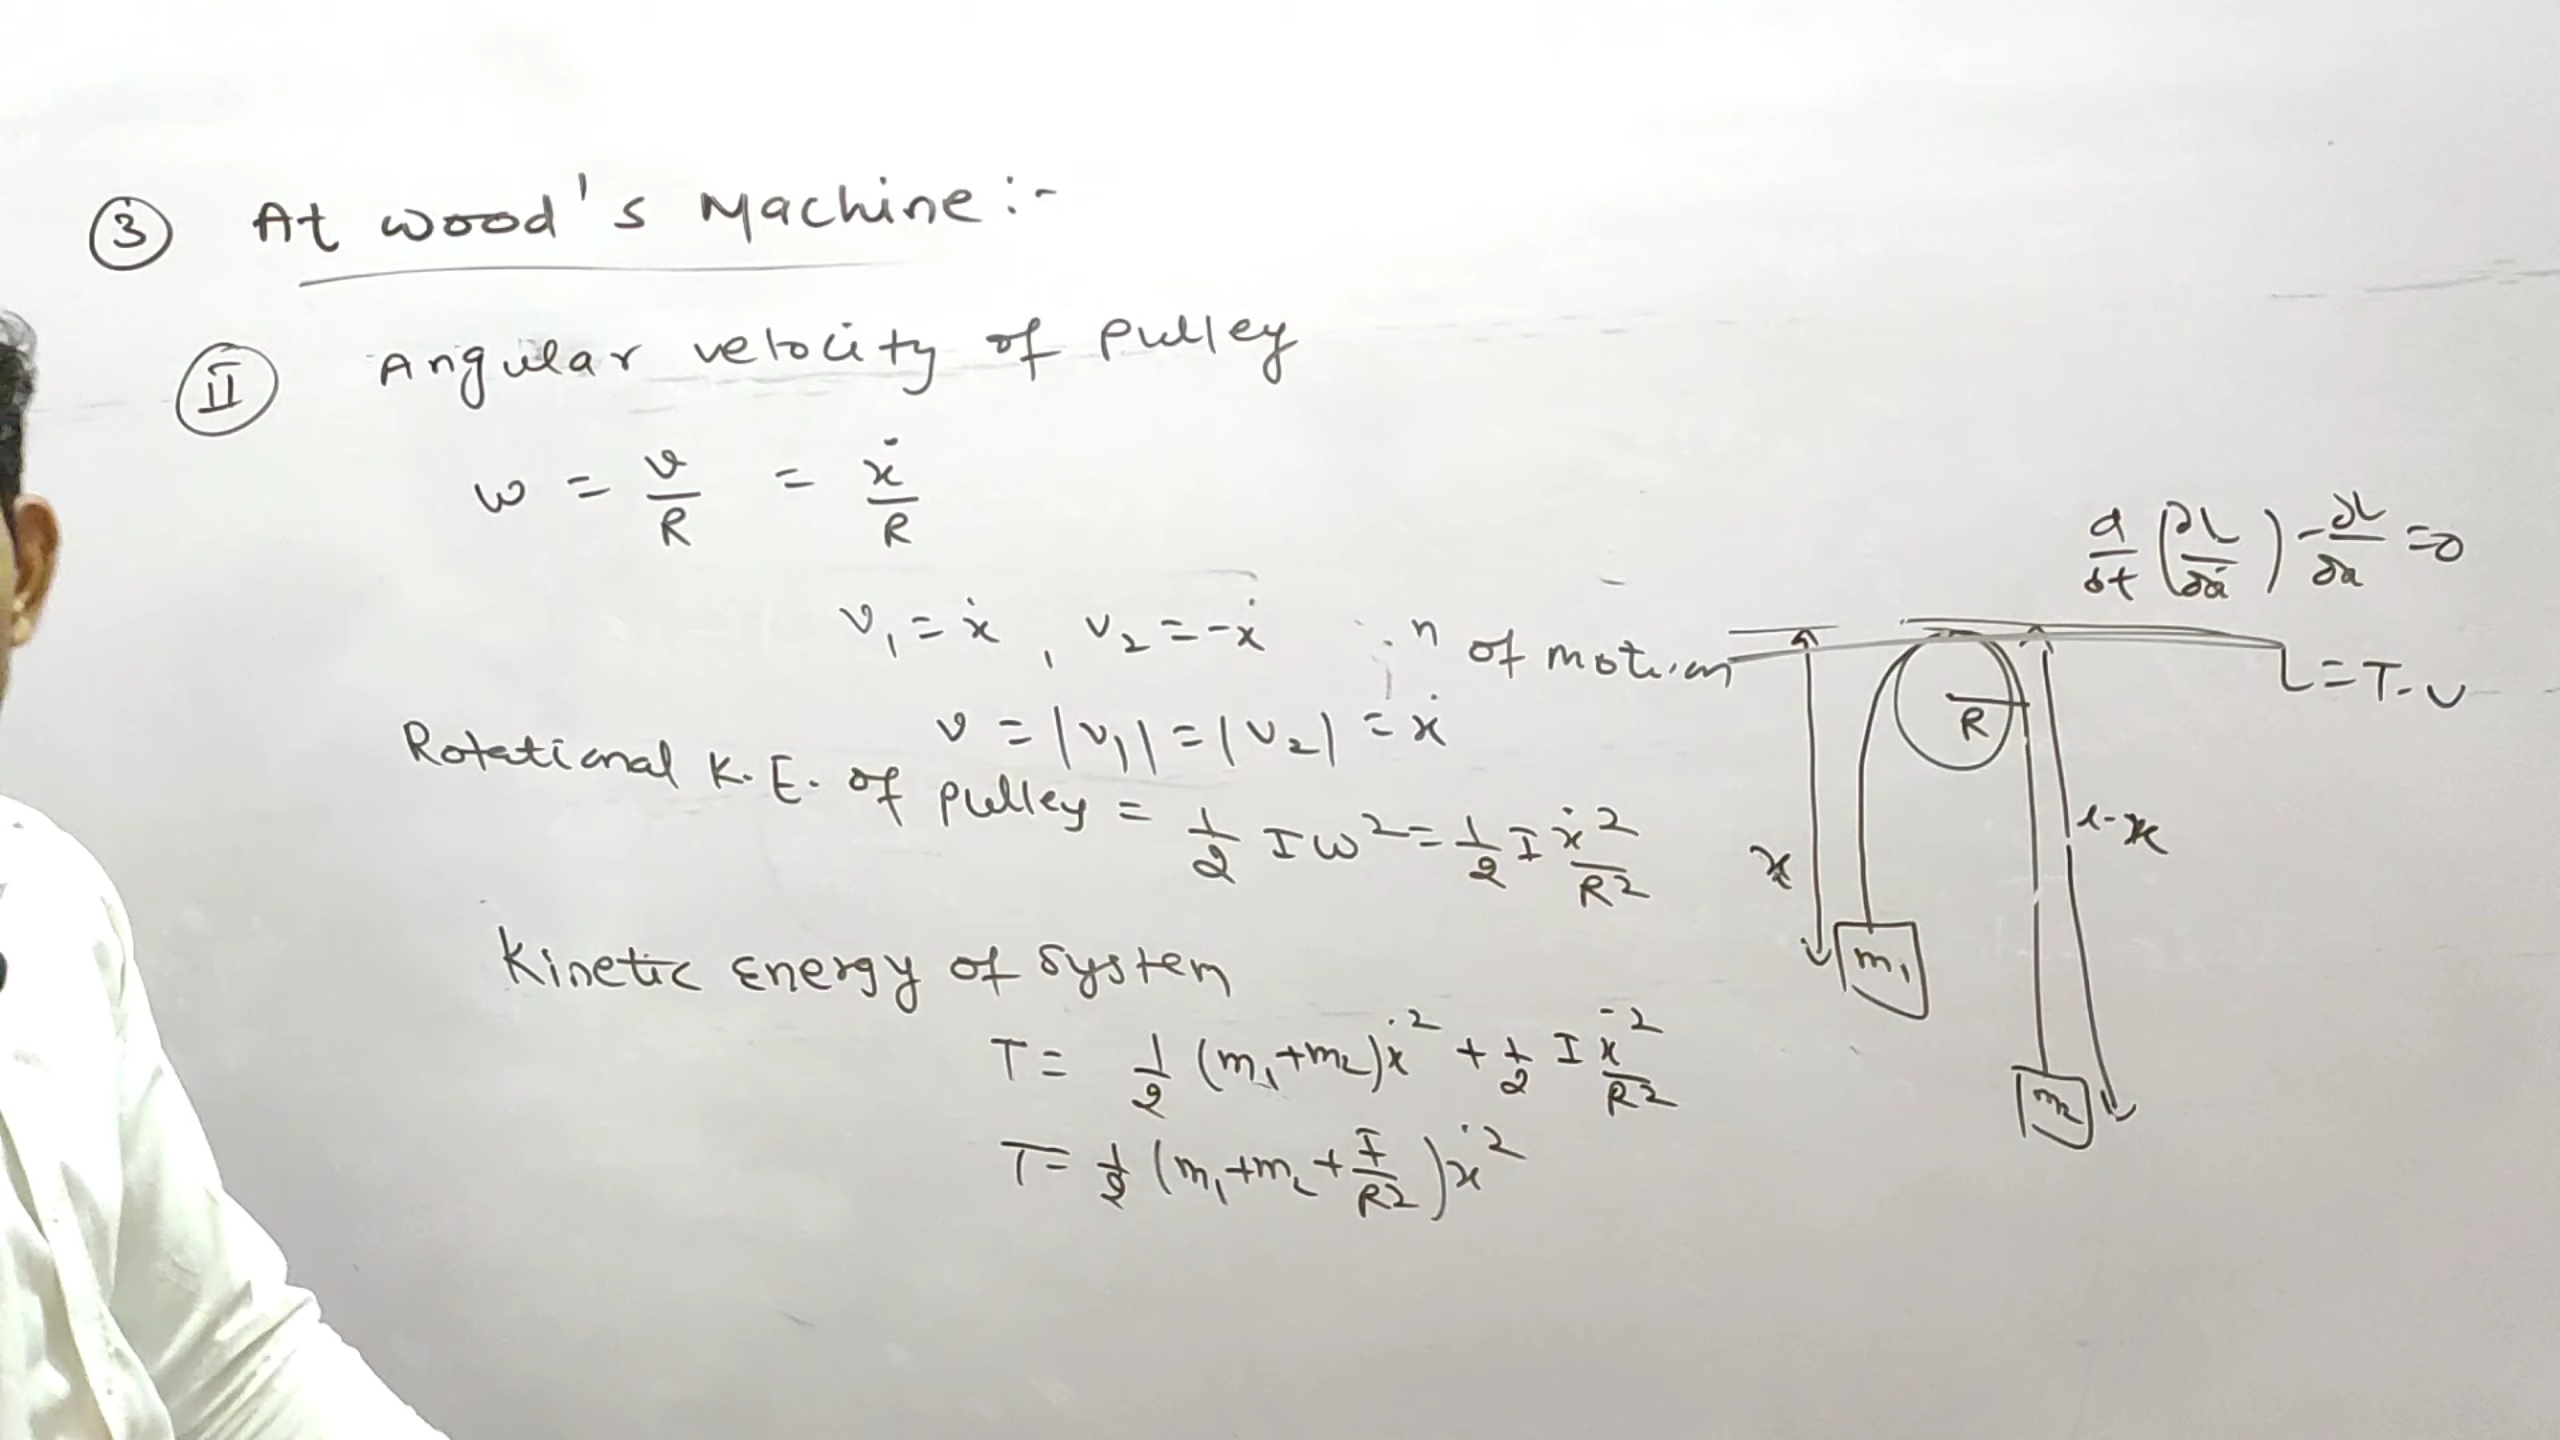 ③ At wood's Machine :-
Ⅱ Angular velocity of pulley
w = v/R = ẋ/R
v₁ = ẋ , v₂ = -ẋ
n of motion
v = |v₁| = |v₂| = ẋ
Rotational K.E. of pulley = 1/2 I w² = 1/2 I ẋ²/R²
Kinetic Energy of system
T = 1/2 (m₁+m₂)ẋ² + 1/2 I ẋ²/R²
T = 1/2 (m₁+m₂ + I/R²)ẋ²
d/dt (∂L/∂ẋ) - ∂L/∂x = 0
L = T-V
R
x
l-x
m₁
m₂